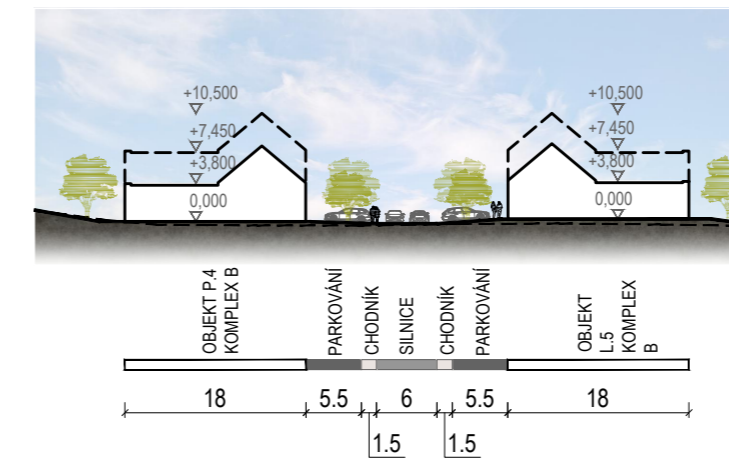 +10,500
+7,450
+3,800
0,000
+10,500
+7,450
+3,800
0,000
OBJEKT P.4
KOMPLEX B
PARKOVÁNÍ
CHODNÍK
SILNICE
CHODNÍK
PARKOVÁNÍ
OBJEKT
L.5
KOMPLEX
B
18
5.5
6
5.5
18
1.5
1.5